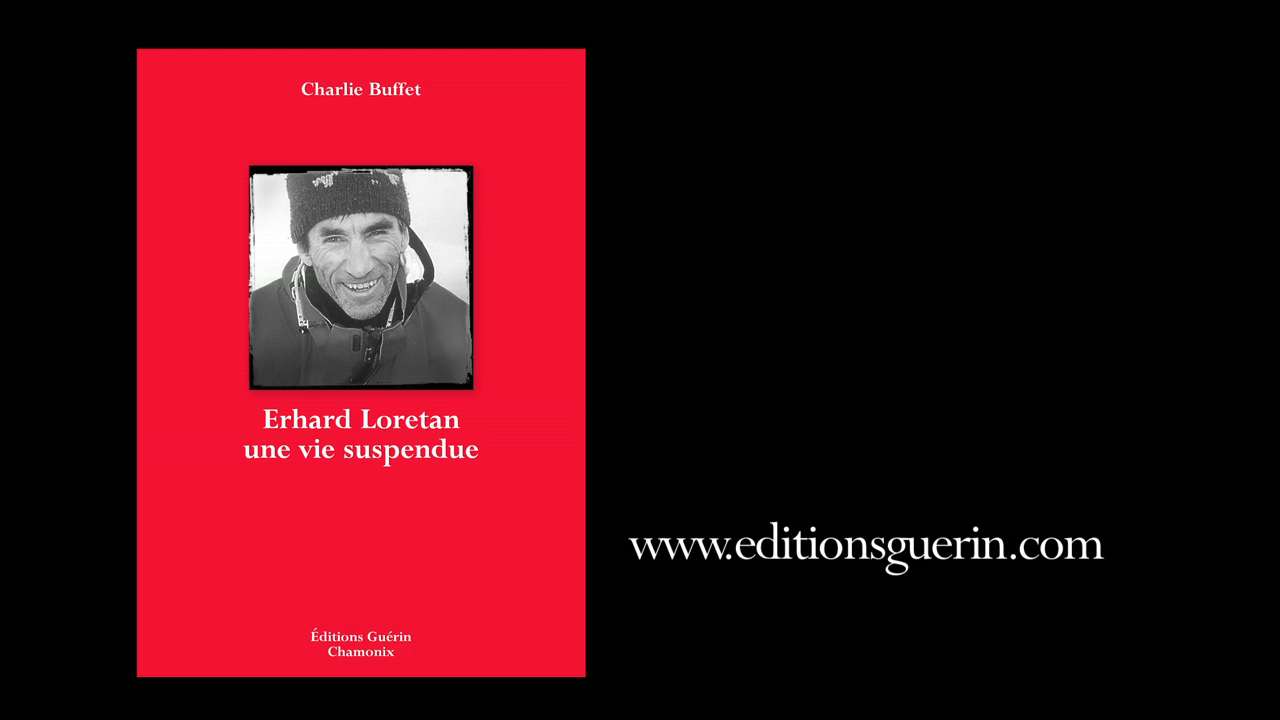 Charlie Buffet
Erhard Loretan
une vie suspendue
Éditions Guérin
Chamonix
www.editionsguerin.com